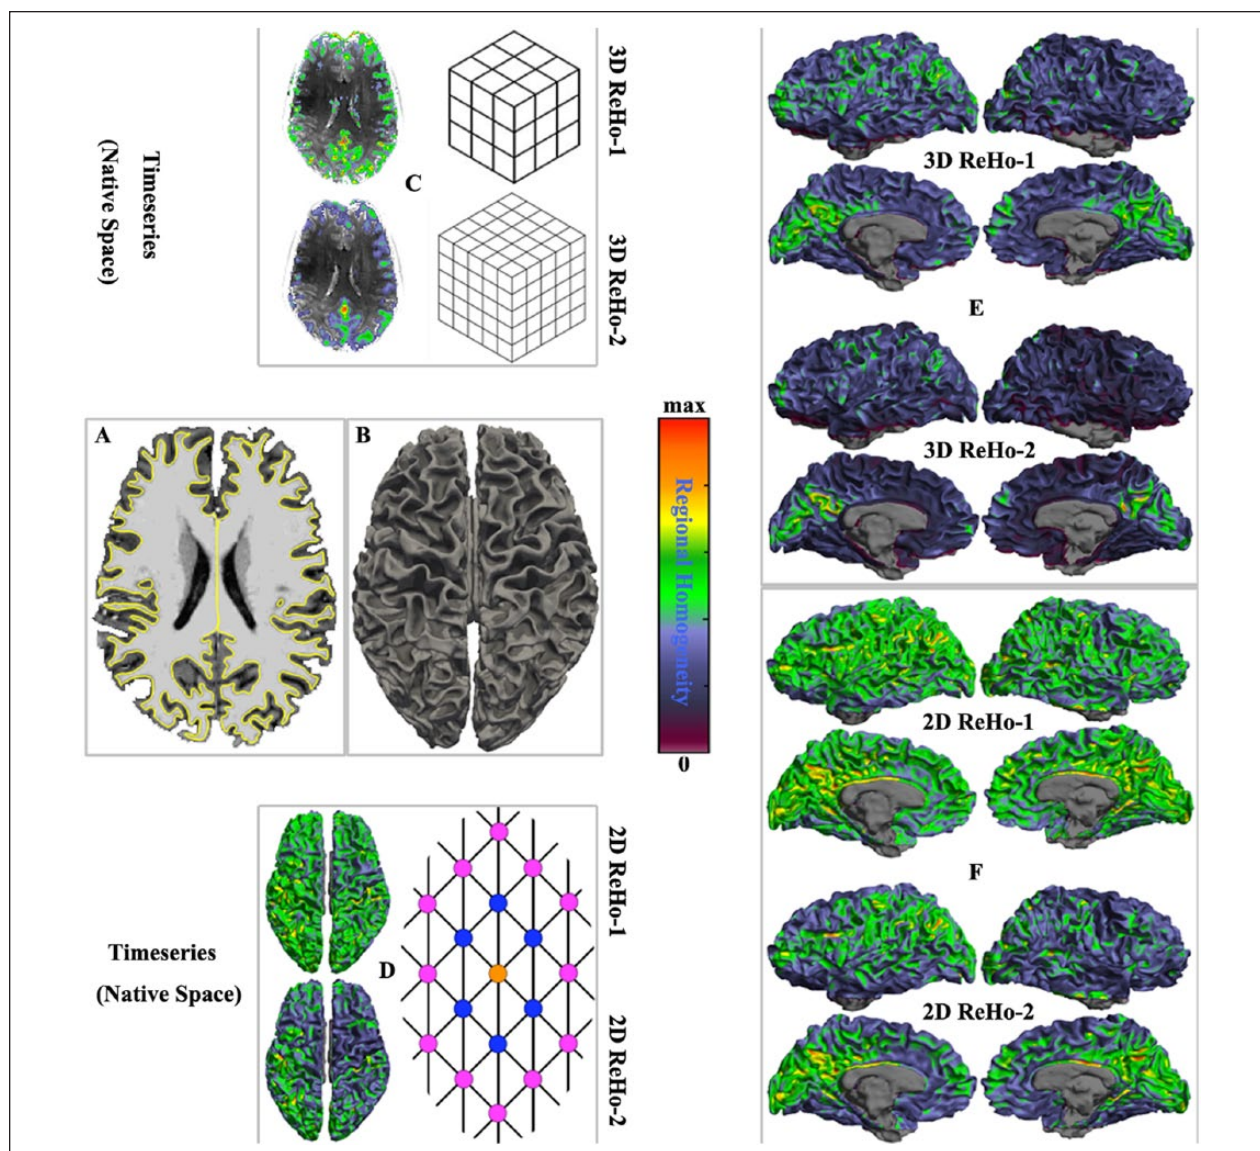 Timeseries
(Native Space)
C
3D ReHo-1
3D ReHo-2
A
B
max
Regional Homogeneity
0
Timeseries
(Native Space)
D
2D ReHo-1
2D ReHo-2
3D ReHo-1
E
3D ReHo-2
2D ReHo-1
F
2D ReHo-2